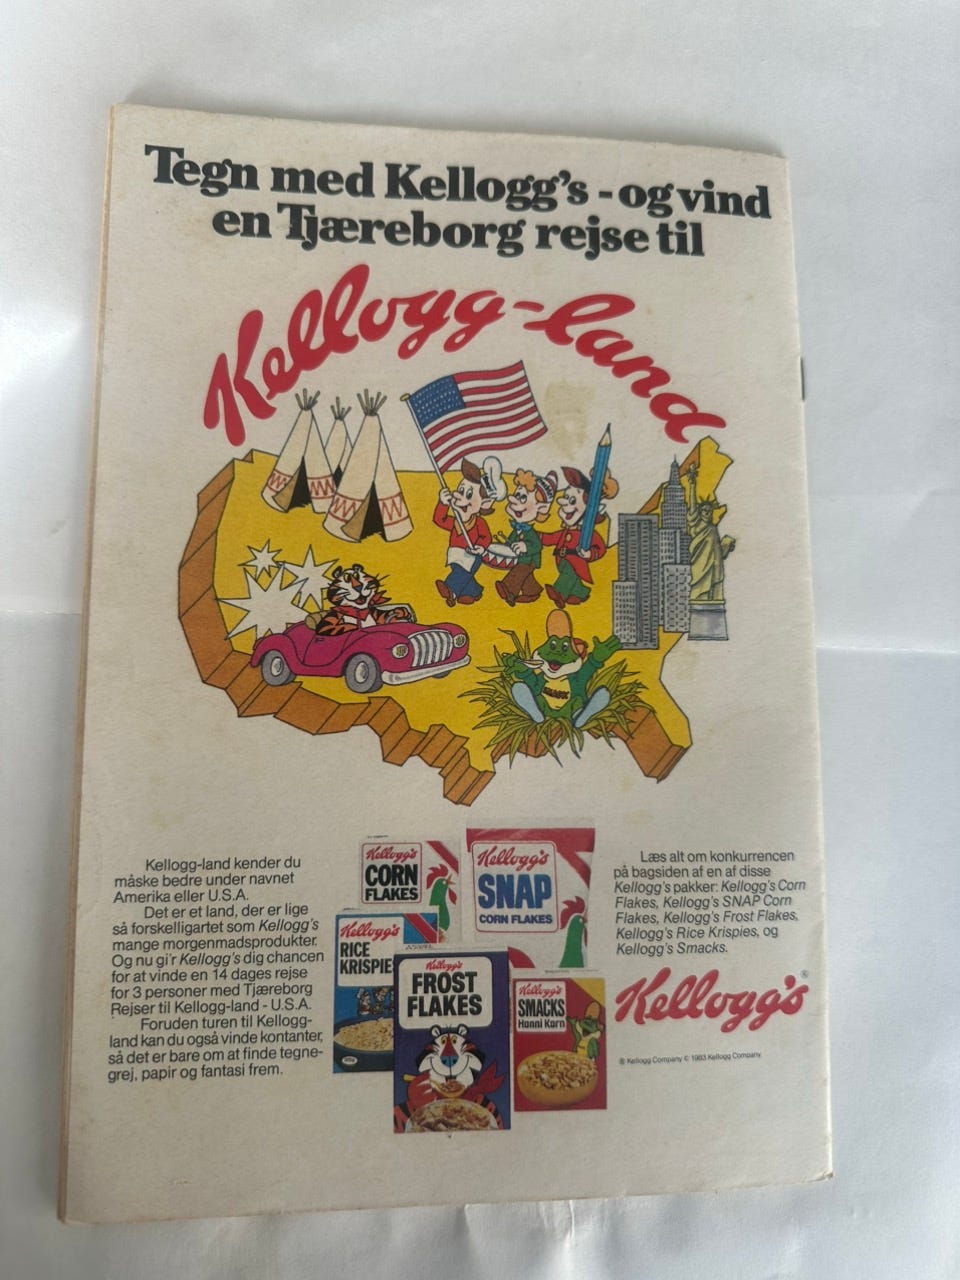 Tegn med Kellogg's - og vind
en Tjæreborg rejse til
Kellogg-land
Kellogg-land kender du
måske bedre under navnet
Amerika eller U.S.A.
Det er et land, der er lige
så forskelligartet som Kellogg's
mange morgenmadsprodukter.
Og nu gi'r Kellogg's dig chancen
for at vinde en 14 dages rejse
for 3 personer med Tjæreborg
Rejser til Kellogg-land - U.S.A.
Foruden turen til Kellogg-
land kan du også vinde kontanter,
så det er bare om at finde tegne-
grej, papir og fantasi frem.
Kellogg's
CORN
FLAKES
Kellogg's
SNAP
CORN FLAKES
Kellogg's
RICE
KRISPIES
Kellogg's
FROST
FLAKES
Kellogg's
SMACKS
Honni Korn
Læs alt om konkurrencen
på bagsiden af en af disse
Kellogg's pakker: Kellogg's Corn
Flakes, Kellogg's SNAP Corn
Flakes, Kellogg's Frost Flakes,
Kellogg's Rice Krispies, og
Kellogg's Smacks.
Kellogg's ®
® Kellogg Company © 1983 Kellogg Company